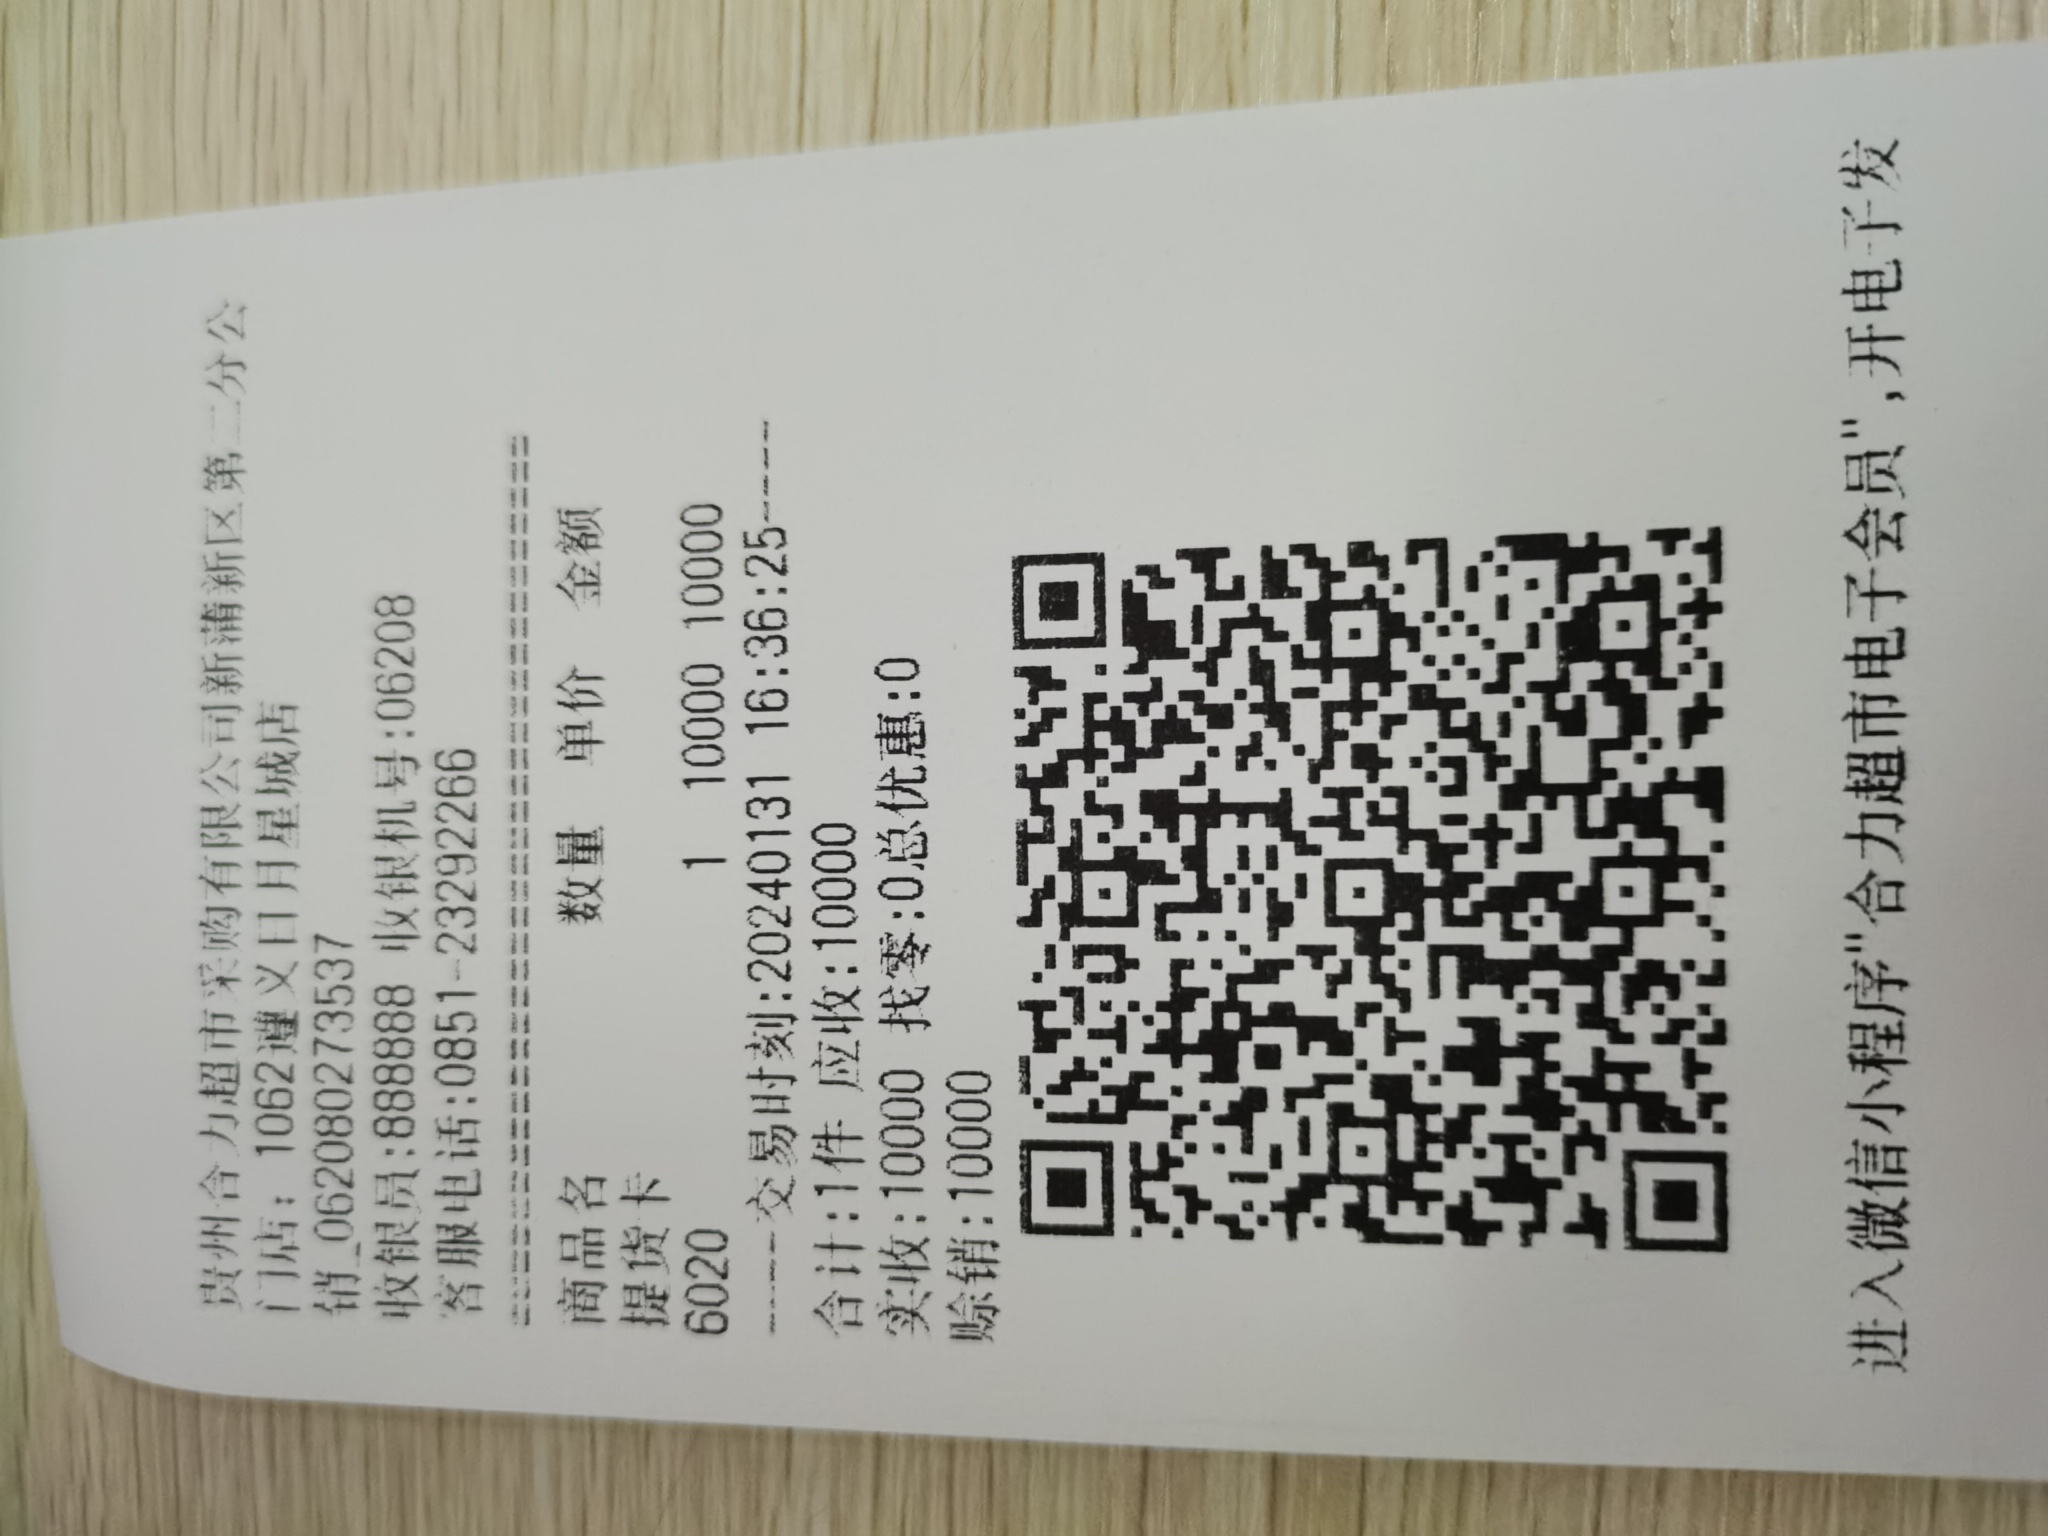 贵州合力超市采购有限公司新蒲新区第二分公
门店: 1062遵义日月星城店
销_0620802735​37
收银员:888888 收银机号:06208
客服电话:0851-23292266
================================
商品名 数量 单价 金额
提货卡
6020 1 10000 10000
-----交易时刻:20240131 16:36:25-----
合计:1件 应收:10000
实收:10000 找零:0总优惠:0
赊销:10000
进入微信小程序"合力超市电子会员",开电子发